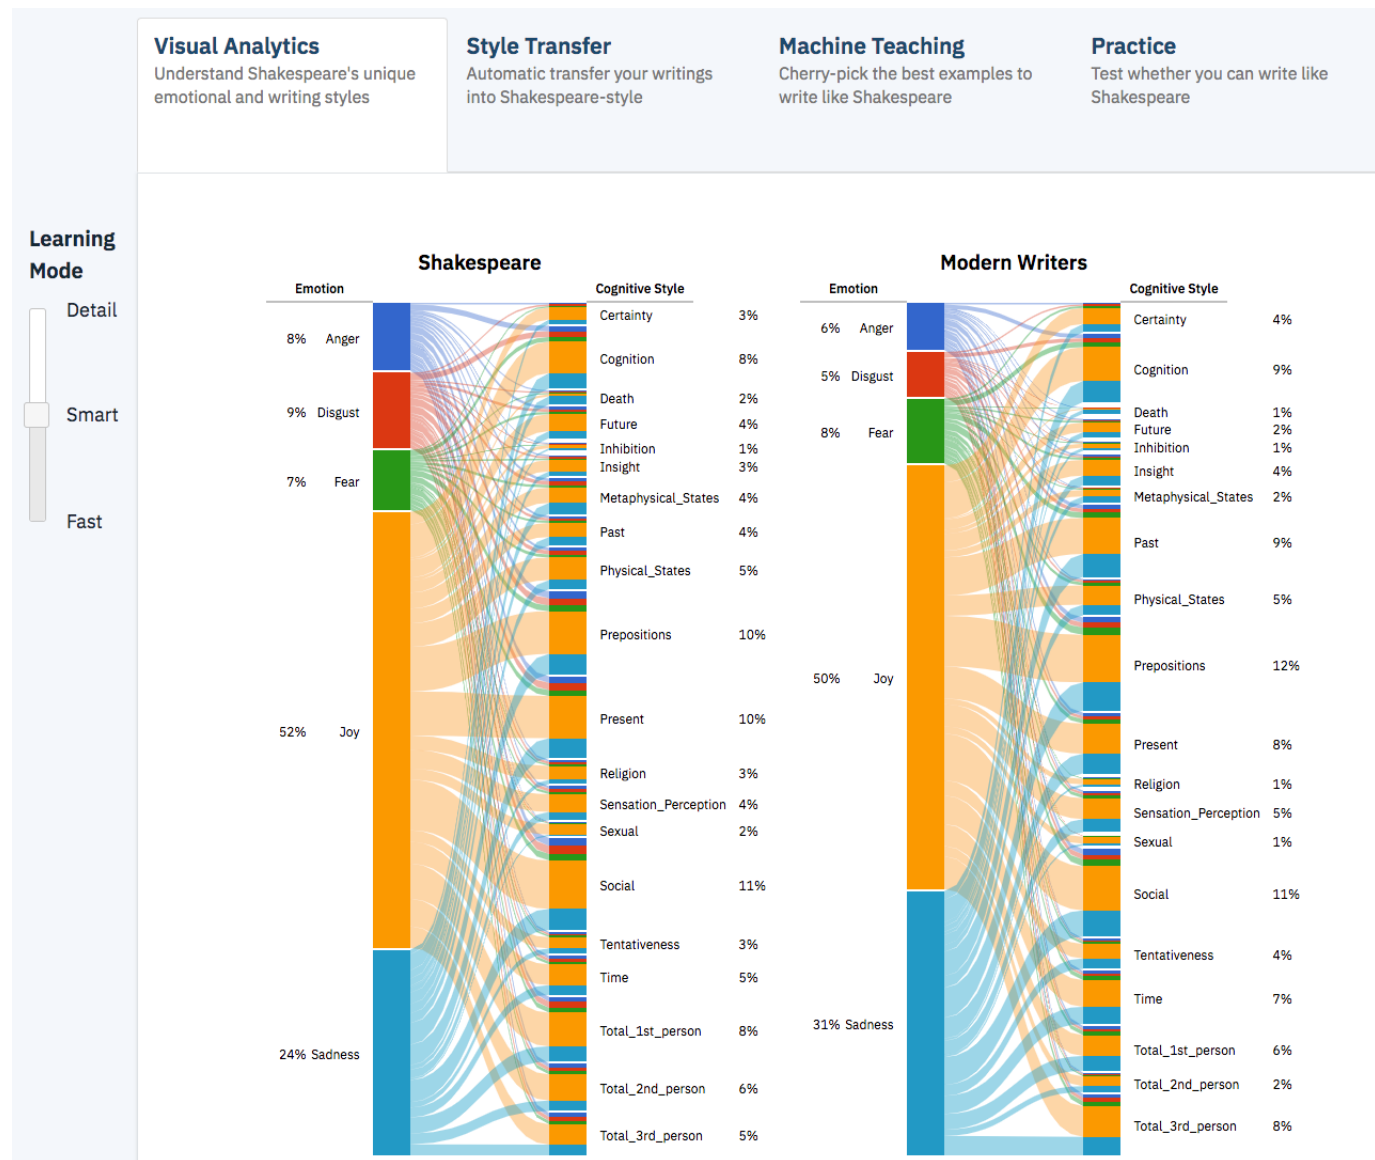 Visual Analytics
Understand Shakespeare's unique
emotional and writing styles
Style Transfer
Automatic transfer your writings
into Shakespeare-style
Machine Teaching
Cherry-pick the best examples to
write like Shakespeare
Practice
Test whether you can write like
Shakespeare
Learning
Mode
Detail
Smart
Fast
Shakespeare
Emotion
Cognitive Style
8% Anger
9% Disgust
7% Fear
52% Joy
24% Sadness
Certainty 3%
Cognition 8%
Death 2%
Future 4%
Inhibition 1%
Insight 3%
Metaphysical_States 4%
Past 4%
Physical_States 5%
Prepositions 10%
Present 10%
Religion 3%
Sensation_Perception 4%
Sexual 2%
Social 11%
Tentativeness 3%
Time 5%
Total_1st_person 8%
Total_2nd_person 6%
Total_3rd_person 5%
Modern Writers
Emotion
Cognitive Style
6% Anger
5% Disgust
8% Fear
50% Joy
31% Sadness
Certainty 4%
Cognition 9%
Death 1%
Future 2%
Inhibition 1%
Insight 4%
Metaphysical_States 2%
Past 9%
Physical_States 5%
Prepositions 12%
Present 8%
Religion 1%
Sensation_Perception 5%
Sexual 1%
Social 11%
Tentativeness 4%
Time 7%
Total_1st_person 6%
Total_2nd_person 2%
Total_3rd_person 8%